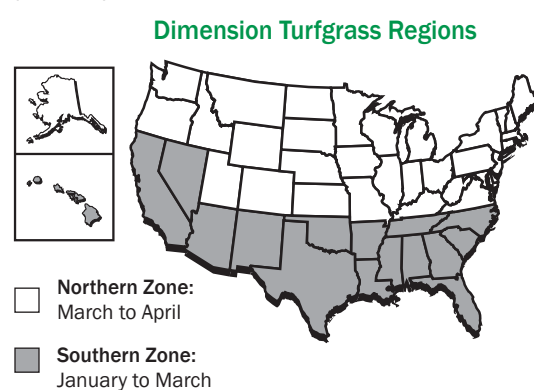 Dimension Turfgrass Regions
Northern Zone:
March to April
Southern Zone:
January to March